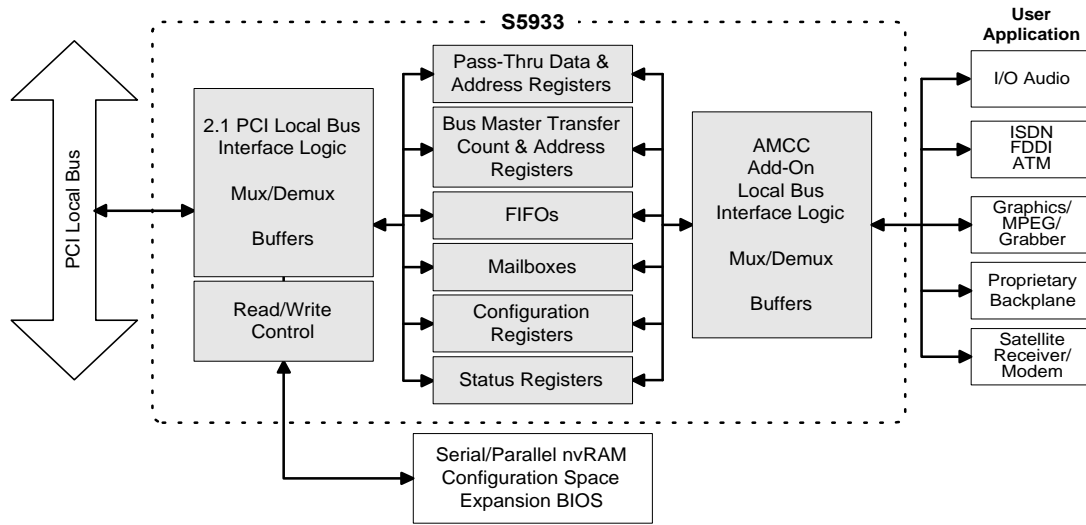 S5933
User
Application
PCI Local Bus
2.1 PCI Local Bus
Interface Logic
Mux/Demux
Buffers
Read/Write
Control
Pass-Thru Data &
Address Registers
Bus Master Transfer
Count & Address
Registers
FIFOs
Mailboxes
Configuration
Registers
Status Registers
AMCC
Add-On
Local Bus
Interface Logic
Mux/Demux
Buffers
I/O Audio
ISDN
FDDI
ATM
Graphics/
MPEG/
Grabber
Proprietary
Backplane
Satellite
Receiver/
Modem
Serial/Parallel nvRAM
Configuration Space
Expansion BIOS